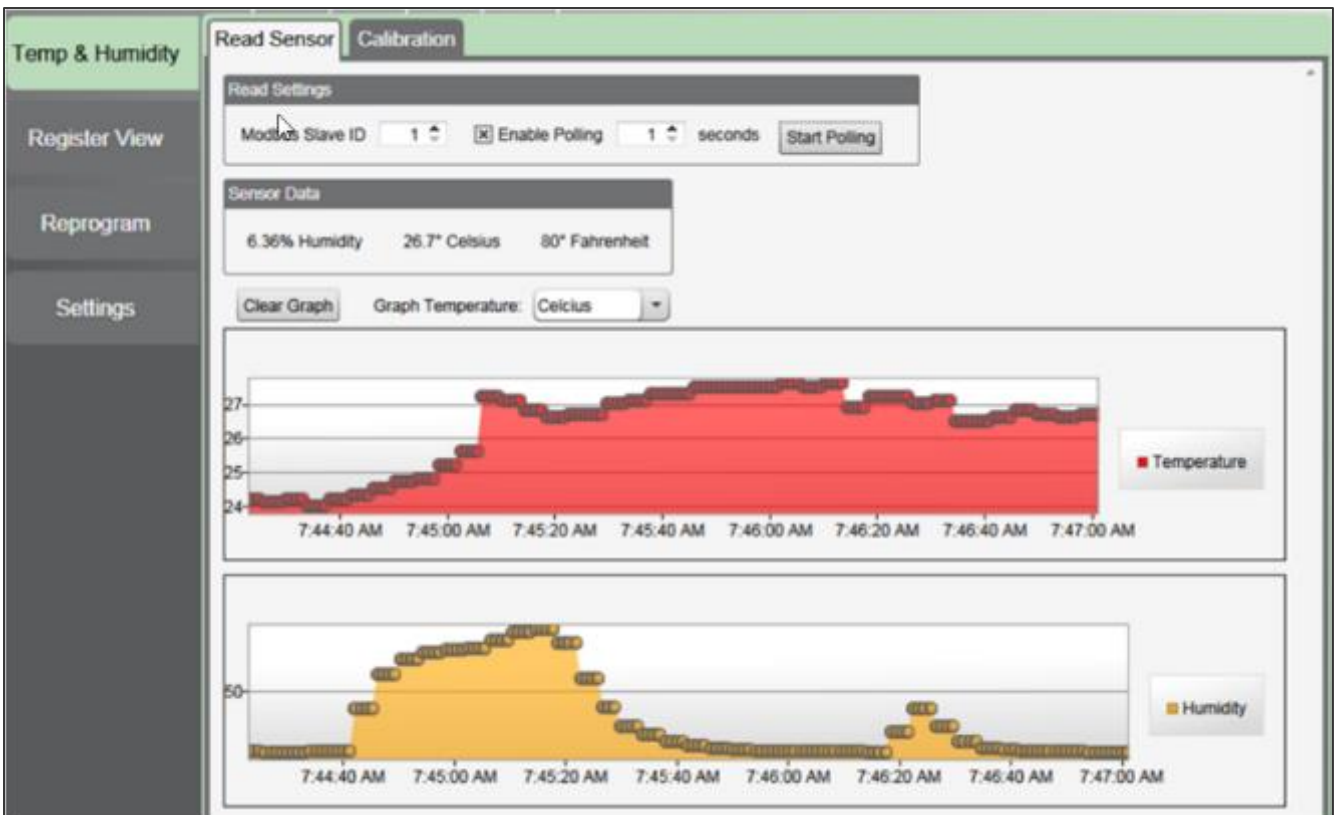 Temp & Humidity
Register View
Reprogram
Settings
Read Sensor Calibration
Read Settings
Modbus Slave ID 1 Enable Polling 1 seconds Start Polling
Sensor Data
6.36% Humidity 26.7° Celsius 80° Fahrenheit
Clear Graph Graph Temperature: Celcius
27
26
25
24
7:44:40 AM 7:45:00 AM 7:45:20 AM 7:45:40 AM 7:46:00 AM 7:46:20 AM 7:46:40 AM 7:47:00 AM
Temperature
50
7:44:40 AM 7:45:00 AM 7:45:20 AM 7:45:40 AM 7:46:00 AM 7:46:20 AM 7:46:40 AM 7:47:00 AM
Humidity